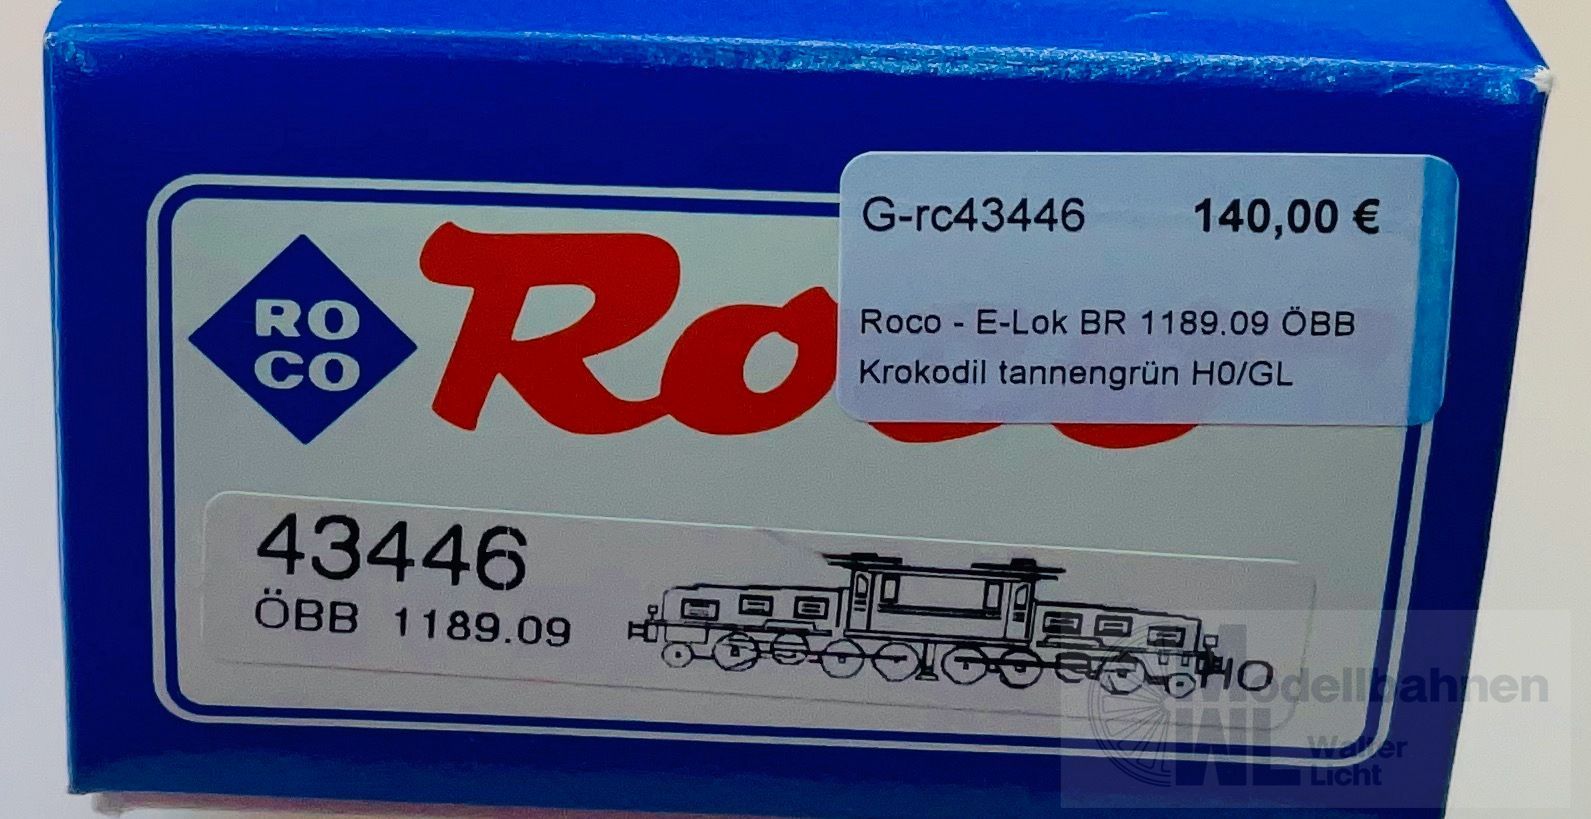 G-rc43446 140,00 €
Roco - E-Lok BR 1189.09 ÖBB
Krokodil tannengrün H0/GL
RO
CO
Roco
43446
ÖBB 1189.09
HO
Modellbahnen
Walter
Licht